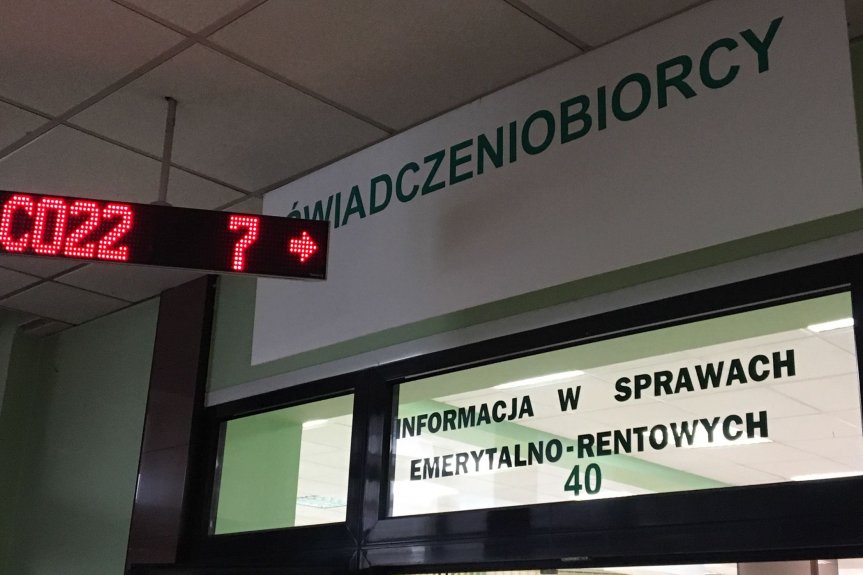 ŚWIADCZENIOBIORCY
C022 7
INFORMACJA W SPRAWACH
EMERYTALNO-RENTOWYCH
40